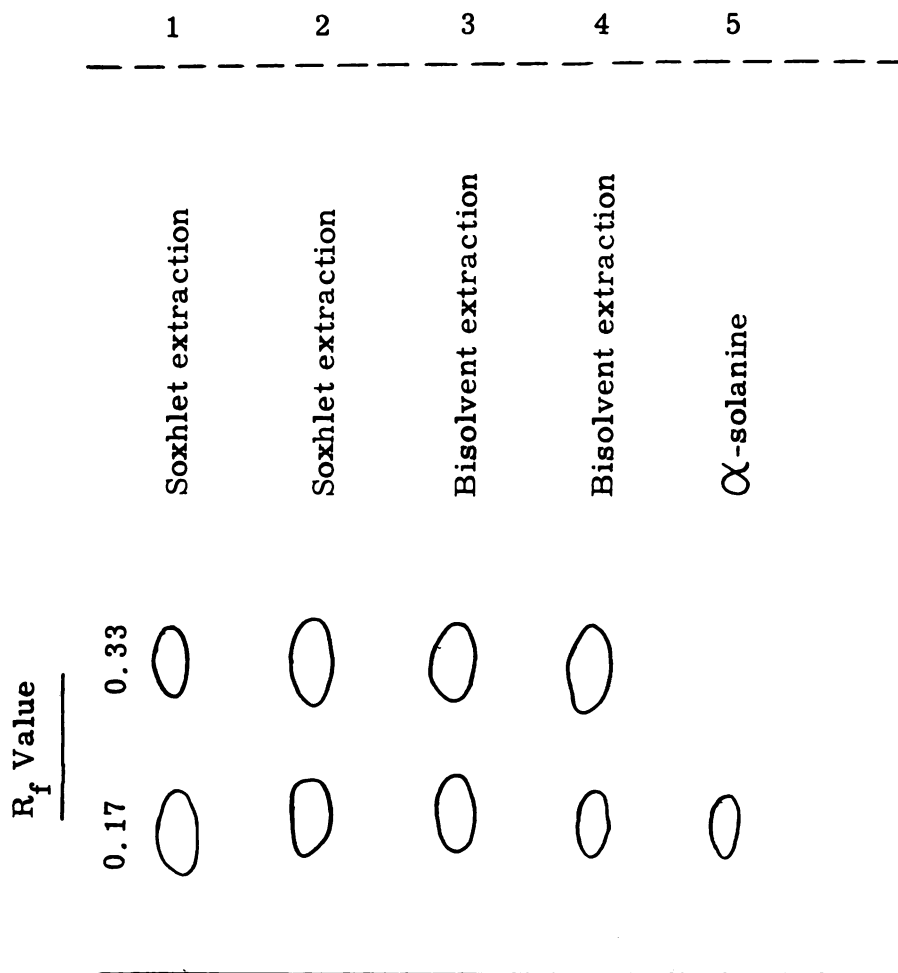 1 2 3 4 5
Soxhlet extraction
Soxhlet extraction
Bisolvent extraction
Bisolvent extraction
α-solanine
Rf Value
0.33
0.17